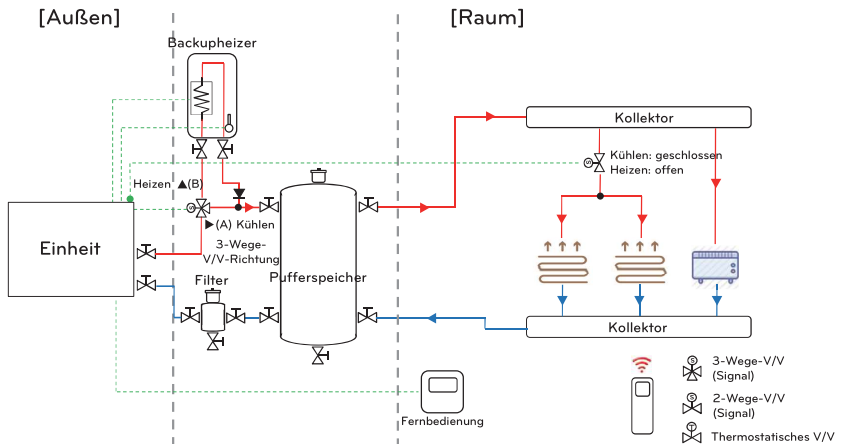 [Außen]
[Raum]
Backupheizer
Kollektor
Kühlen: geschlossen
Heizen: offen
Heizen ▲(B)
▶(A) Kühlen
3-Wege-
V/V-Richtung
Einheit
Filter
Pufferspeicher
Kollektor
Fernbedienung
S 3-Wege-V/V
(Signal)
S 2-Wege-V/V
(Signal)
T Thermostatisches V/V
S
S